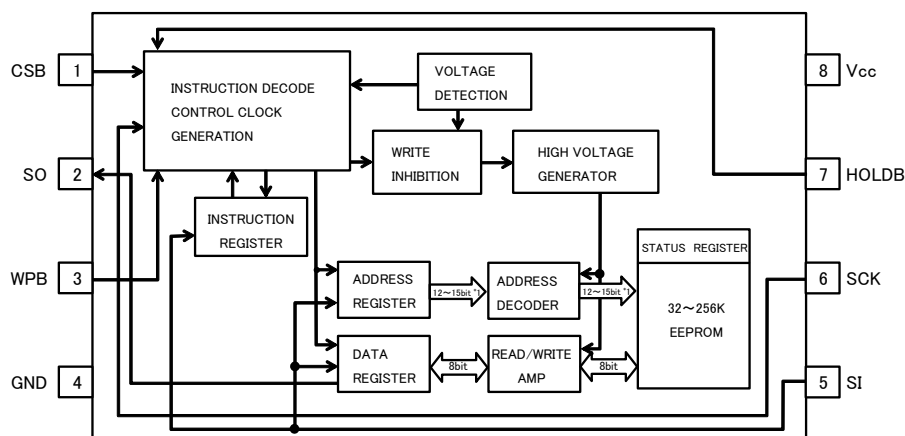 CSB
1
INSTRUCTION DECODE
CONTROL CLOCK
GENERATION
VOLTAGE
DETECTION
8
Vcc
SO
2
WRITE
INHIBITION
HIGH VOLTAGE
GENERATOR
7
HOLDB
INSTRUCTION
REGISTER
STATUS REGISTER
WPB
3
ADDRESS
REGISTER
12～15bit *1
ADDRESS
DECODER
12～15bit *1
32～256K
EEPROM
6
SCK
GND
4
DATA
REGISTER
8bit
READ/WRITE
AMP
8bit
5
SI